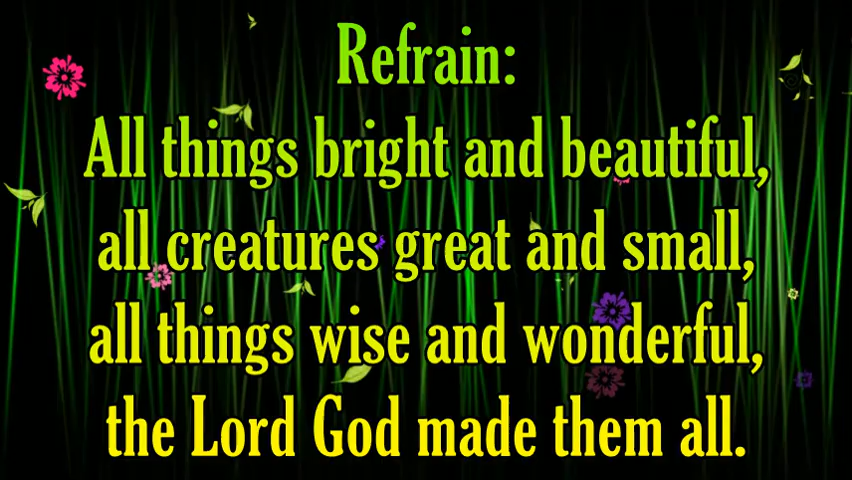 Refrain:
All things bright and beautiful,
all creatures great and small,
all things wise and wonderful,
the Lord God made them all.